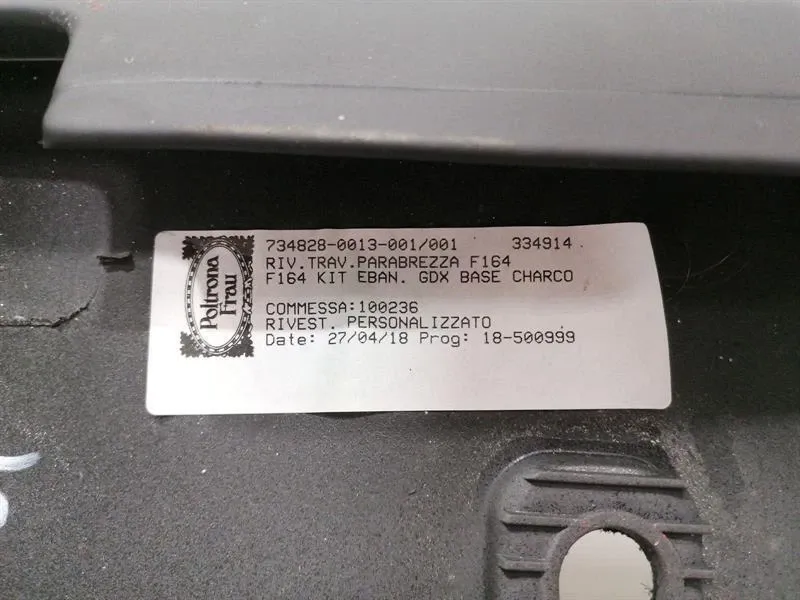 Poltrona
Frau
734828-0013-001/001 334914
RIV.TRAV.PARABREZZA F164
F164 KIT EBAN. GDX BASE CHARCO
COMMESSA:100236
RIVEST. PERSONALIZZATO
Date: 27/04/18 Prog: 18-500999